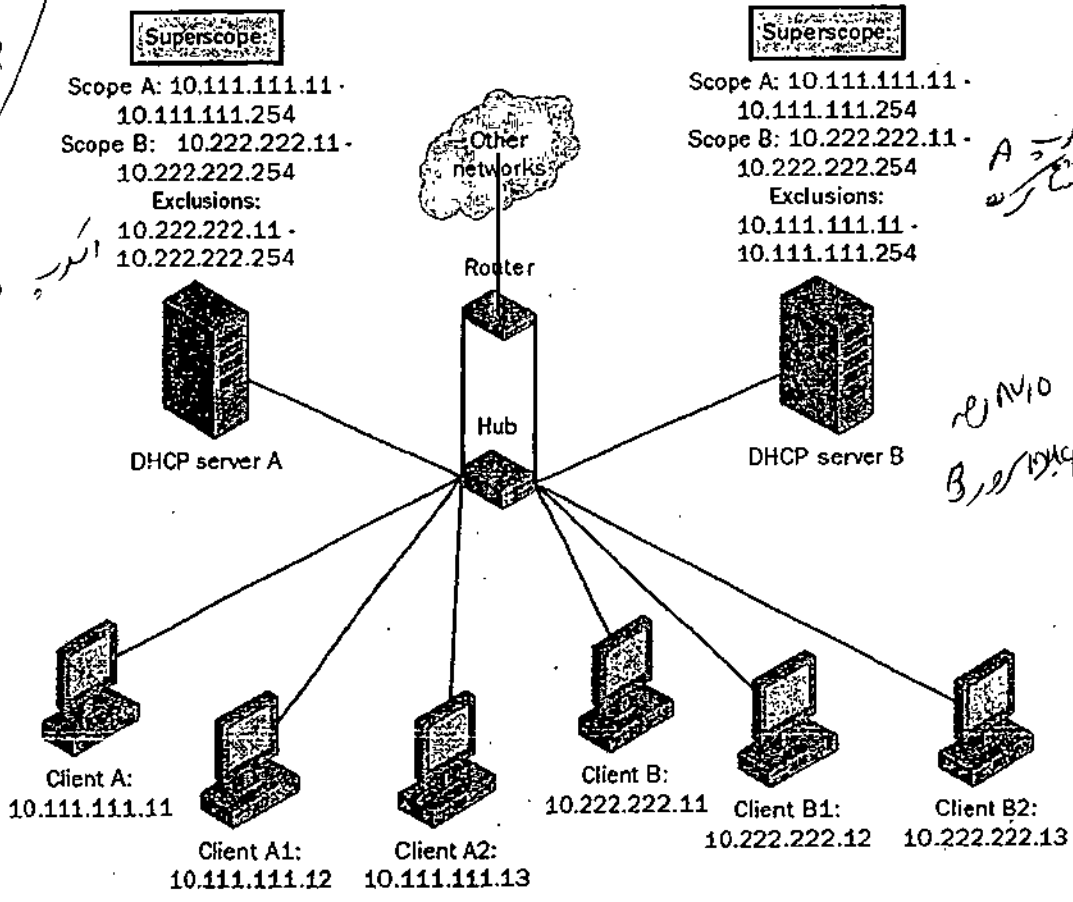 Superscope:
Scope A: 10.111.111.11 -
10.111.111.254
Scope B: 10.222.222.11 -
10.222.222.254
Exclusions:
10.222.222.11 -
10.222.222.254
DHCP server A
Other
networks
Router
Hub
Superscope:
Scope A: 10.111.111.11 -
10.111.111.254
Scope B: 10.222.222.11 -
10.222.222.254
Exclusions:
10.111.111.11 -
10.111.111.254
DHCP server B
A
B
Client A:
10.111.111.11
Client A1:
10.111.111.12
Client A2:
10.111.111.13
Client B:
10.222.222.11
Client B1:
10.222.222.12
Client B2:
10.222.222.13